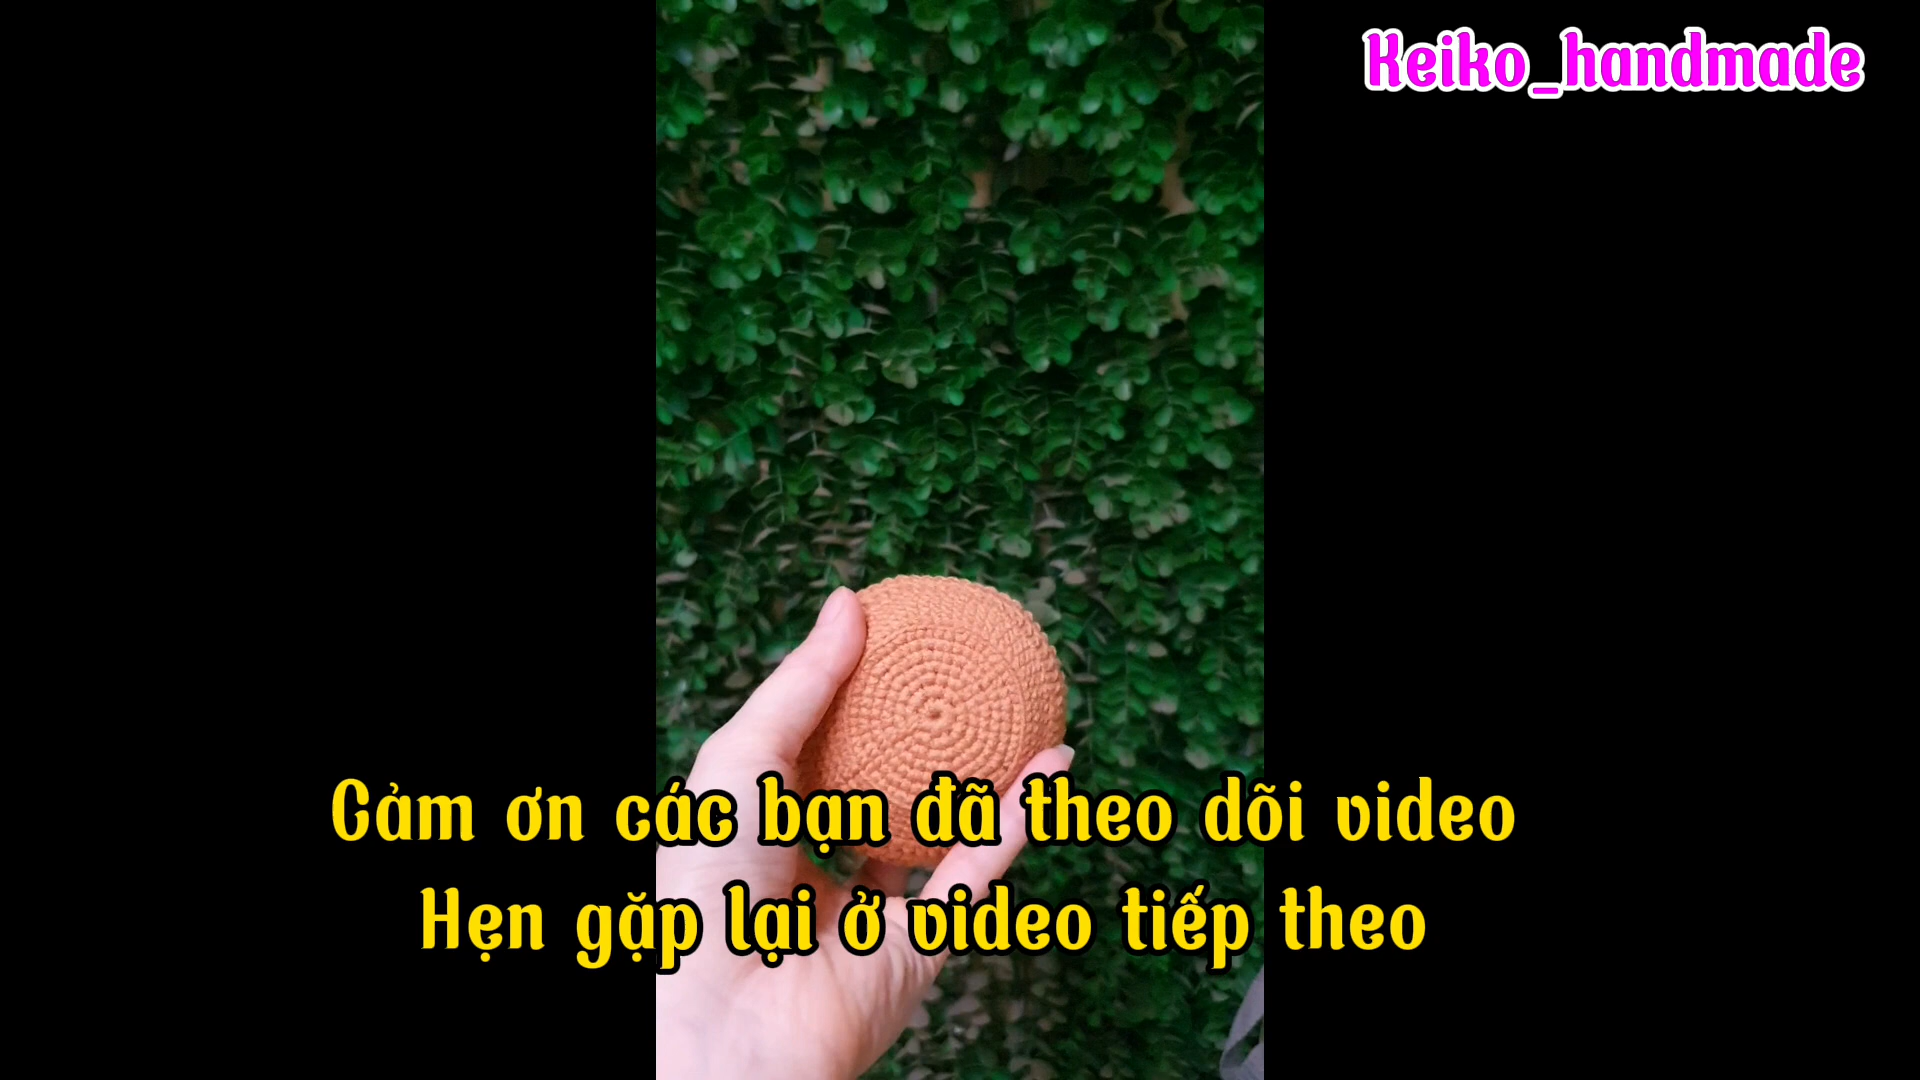 Keiko_handmade
Cảm ơn các bạn đã theo dõi video
Hẹn gặp lại ở video tiếp theo